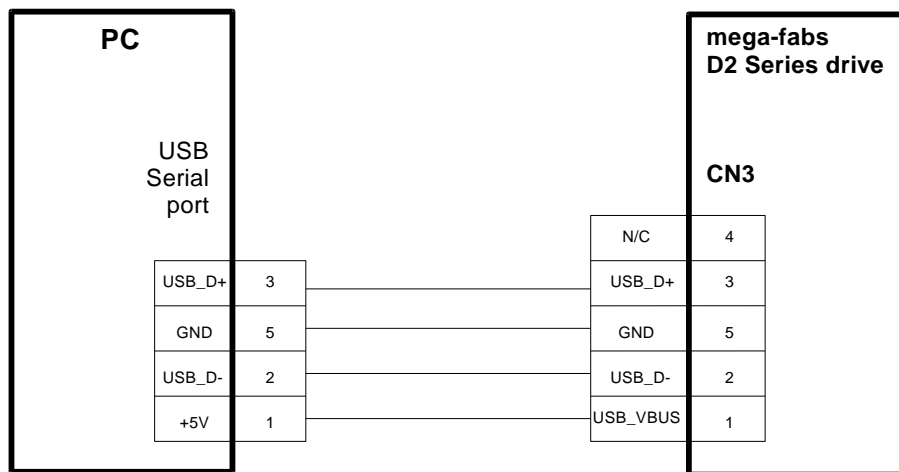 PC
mega-fabs
D2 Series drive
USB
Serial
port
CN3
N/C 4
USB_D+ 3
USB_D+ 3
GND 5
GND 5
USB_D- 2
USB_D- 2
+5V 1
USB_VBUS 1